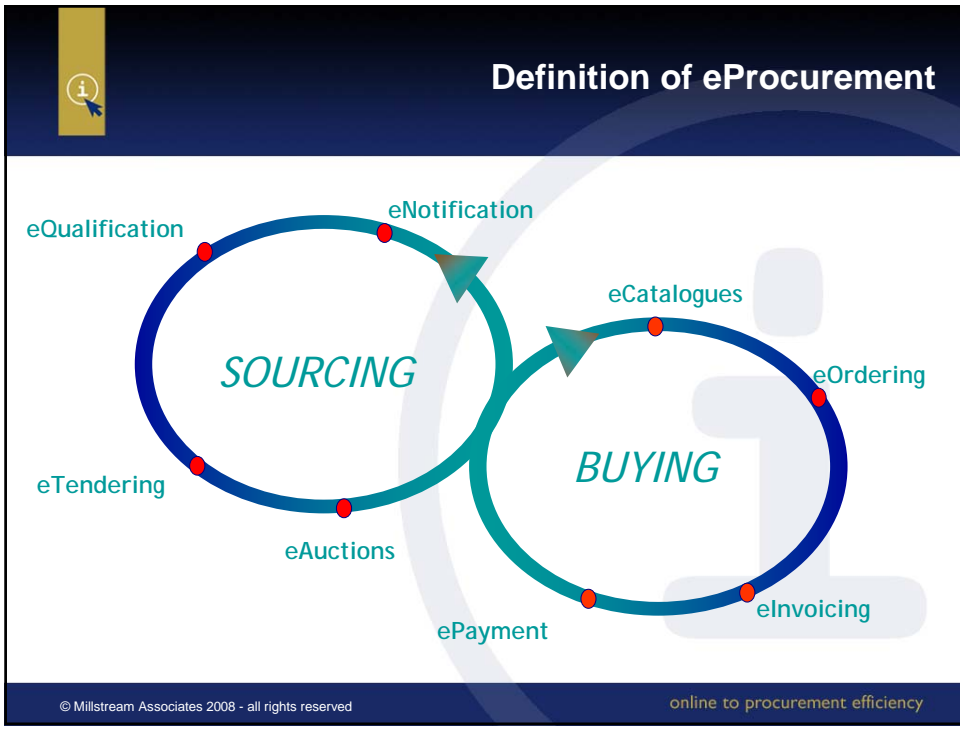 Definition of eProcurement
eNotification
eQualification
eCatalogues
SOURCING
eOrdering
BUYING
eTendering
eAuctions
eInvoicing
ePayment
© Millstream Associates 2008 - all rights reserved
online to procurement efficiency